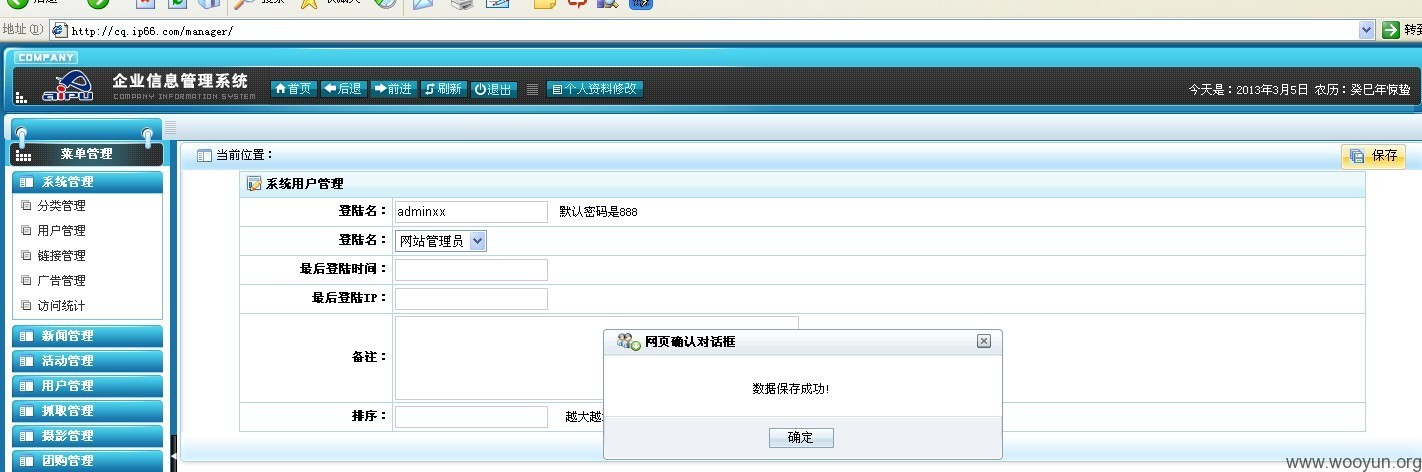 后退 搜索 收藏夹
地址(D) http://cq.ip66.com/manager/ 转到
COMPANY
企业信息管理系统
COMPANY INFORMATION SYSTEM
首页 后退 前进 刷新 退出 个人资料修改
今天是：2013年3月5日 农历：癸巳年惊蛰
菜单管理
当前位置：
保存
系统管理
分类管理
用户管理
链接管理
广告管理
访问统计
新闻管理
活动管理
用户管理
抓取管理
摄影管理
团购管理
系统用户管理
登陆名： adminxx 默认密码是888
登陆名： 网站管理员
最后登陆时间：
最后登陆IP：
备注：
排序： 越大越
网页确认对话框
数据保存成功!
确定
www.wooyun.org